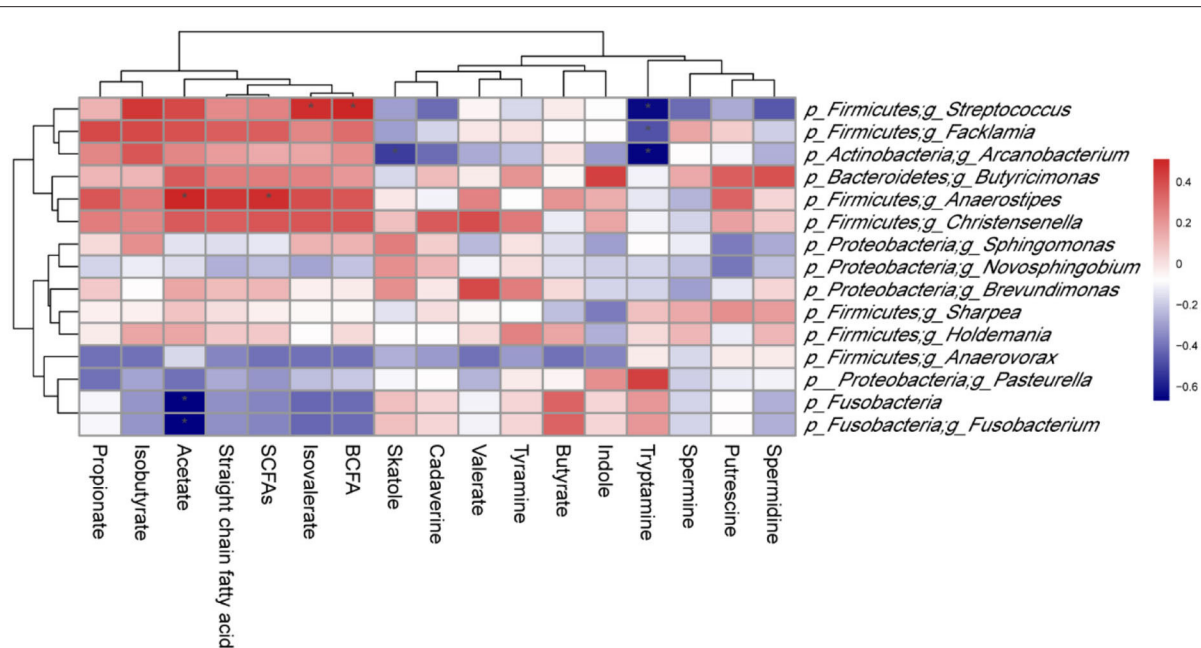 p_Firmicutes;g_Streptococcus
p_Firmicutes;g_Facklamia
p_Actinobacteria;g_Arcanobacterium
p_Bacteroidetes;g_Butyricimonas
p_Firmicutes;g_Anaerostipes
p_Firmicutes;g_Christensenella
p_Proteobacteria;g_Sphingomonas
p_Proteobacteria;g_Novosphingobium
p_Proteobacteria;g_Brevundimonas
p_Firmicutes;g_Sharpea
p_Firmicutes;g_Holdemania
p_Firmicutes;g_Anaerovorax
p__Proteobacteria;g_Pasteurella
p_Fusobacteria
p_Fusobacteria;g_Fusobacterium
0.4
0.2
0
−0.2
−0.4
−0.6
Propionate
Isobutyrate
Acetate
Straight chain fatty acid
SCFAs
Isovalerate
BCFA
Skatole
Cadaverine
Valerate
Tyramine
Butyrate
Indole
Tryptamine
Spermine
Putrescine
Spermidine